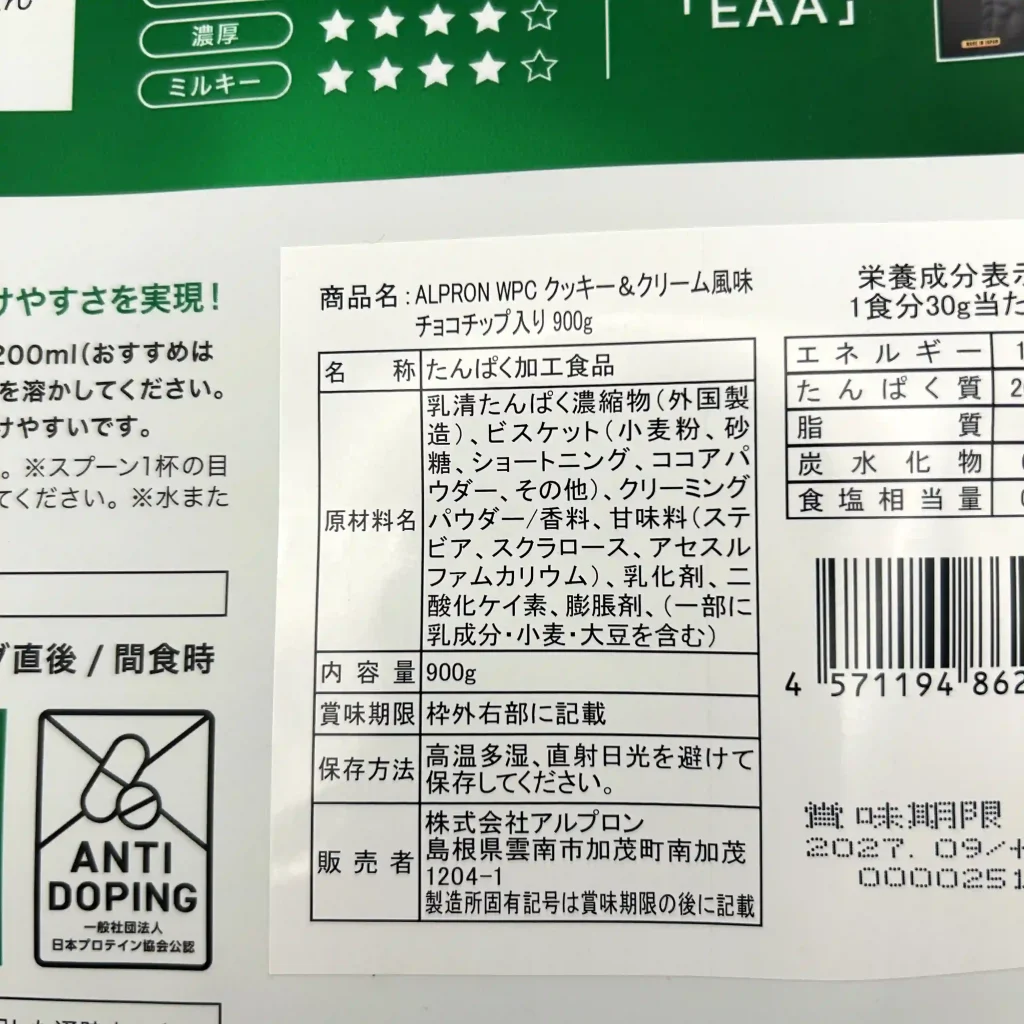 濃厚 ★★★★☆
ミルキー ★★★★☆
「EAA」
MADE IN JAPAN
けやすさを実現！
200ml（おすすめは
を溶かしてください。
けやすいです。
。※スプーン1杯の目
てください。※水また
直後 / 間食時
ANTI
DOPING
一般社団法人
日本プロテイン協会公認
商品名：ALPRON WPC クッキー＆クリーム風味
チョコチップ入り 900g
名称 たんぱく加工食品
原材料名
乳清たんぱく濃縮物（外国製
造）、ビスケット（小麦粉、砂
糖、ショートニング、ココアパ
ウダー、その他）、クリーミング
パウダー/香料、甘味料（ステ
ビア、スクラロース、アセスル
ファムカリウム）、乳化剤、二
酸化ケイ素、膨脹剤、（一部に
乳成分・小麦・大豆を含む）
内容量 900g
賞味期限 枠外右部に記載
保存方法
高温多湿、直射日光を避けて
保存してください。
販売者
株式会社アルプロン
島根県雲南市加茂町南加茂
1204-1
製造所固有記号は賞味期限の後に記載
栄養成分表示
1食分30g当た
エネルギー 1
たんぱく質 2
脂質
炭水化物
食塩相当量
4 571194 862
賞味期限
2027. 09/
0000251